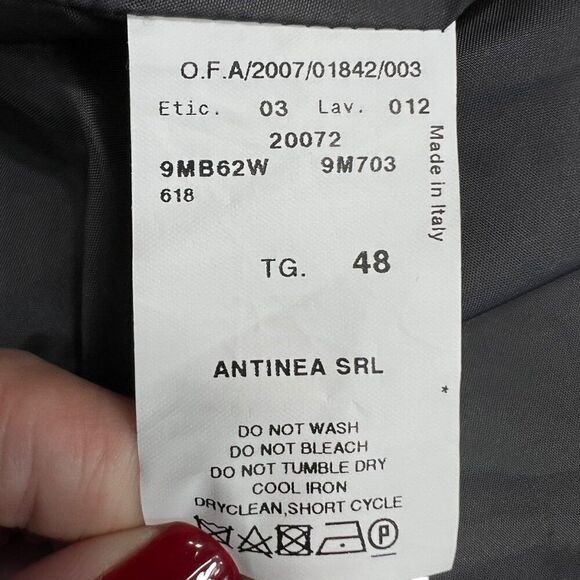 O.F.A/2007/01842/003
Etic. 03 Lav. 012
20072
9MB62W 9M703
618
Made in Italy
TG. 48
ANTINEA SRL
*
DO NOT WASH
DO NOT BLEACH
DO NOT TUMBLE DRY
COOL IRON
DRYCLEAN,SHORT CYCLE
P